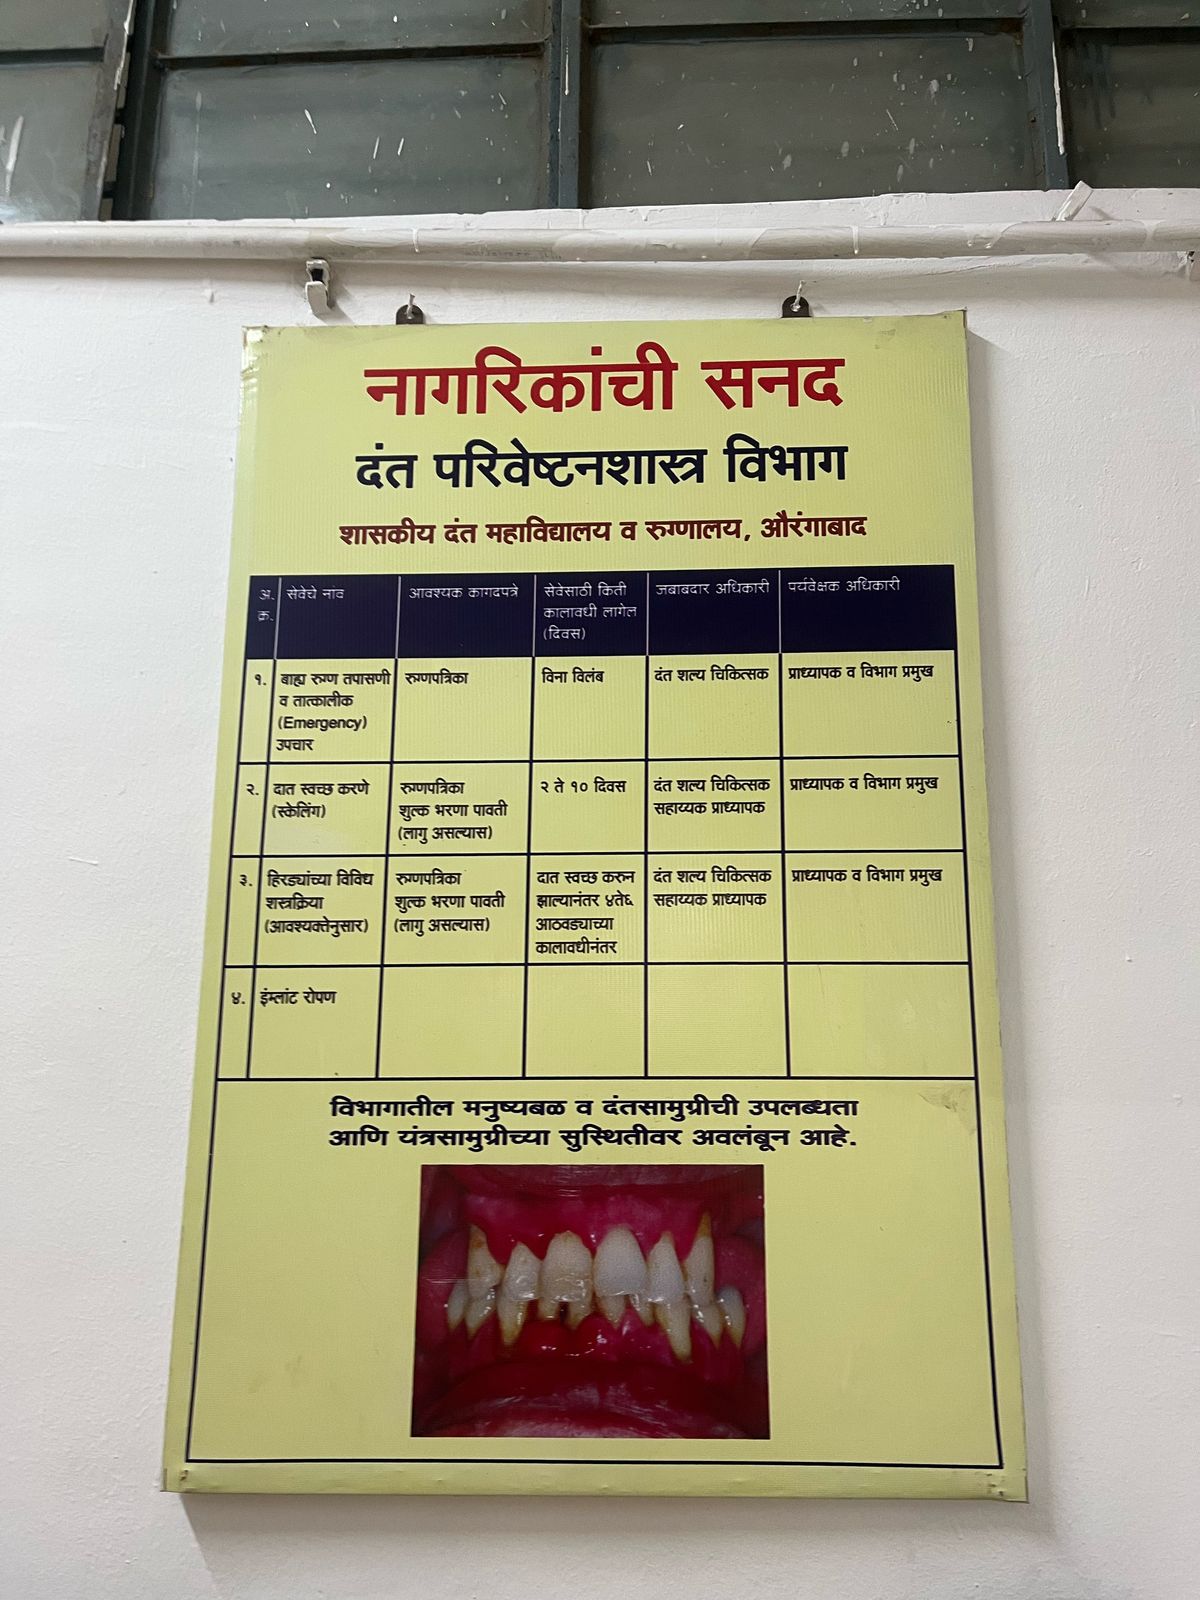 नागरिकांची सनद
दंत परिवेष्टनशास्त्र विभाग
शासकीय दंत महाविद्यालय व रुग्णालय, औरंगाबाद
अ. क्र. सेवेचे नांव आवश्यक कागदपत्रे सेवेसाठी किती कालावधी लागेल (दिवस) जबाबदार अधिकारी पर्यवेक्षक अधिकारी
१. बाह्य रुग्ण तपासणी व तात्कालीक (Emergency) उपचार रुग्णपत्रिका विना विलंब दंत शल्य चिकित्सक प्राध्यापक व विभाग प्रमुख
२. दात स्वच्छ करणे (स्केलिंग) रुग्णपत्रिका शुल्क भरणा पावती (लागु असल्यास) २ ते १० दिवस दंत शल्य चिकित्सक सहाय्यक प्राध्यापक प्राध्यापक व विभाग प्रमुख
३. हिरड्यांच्या विविध शस्त्रक्रिया (आवश्यक्तेनुसार) रुग्णपत्रिका शुल्क भरणा पावती (लागु असल्यास) दात स्वच्छ करुन झाल्यानंतर ४ते६ आठवड्याच्या कालावधीनंतर दंत शल्य चिकित्सक सहाय्यक प्राध्यापक प्राध्यापक व विभाग प्रमुख
४. इंम्लांट रोपण
विभागातील मनुष्यबळ व दंतसामुग्रीची उपलब्धता
आणि यंत्रसामुग्रीच्या सुस्थितीवर अवलंबून आहे.